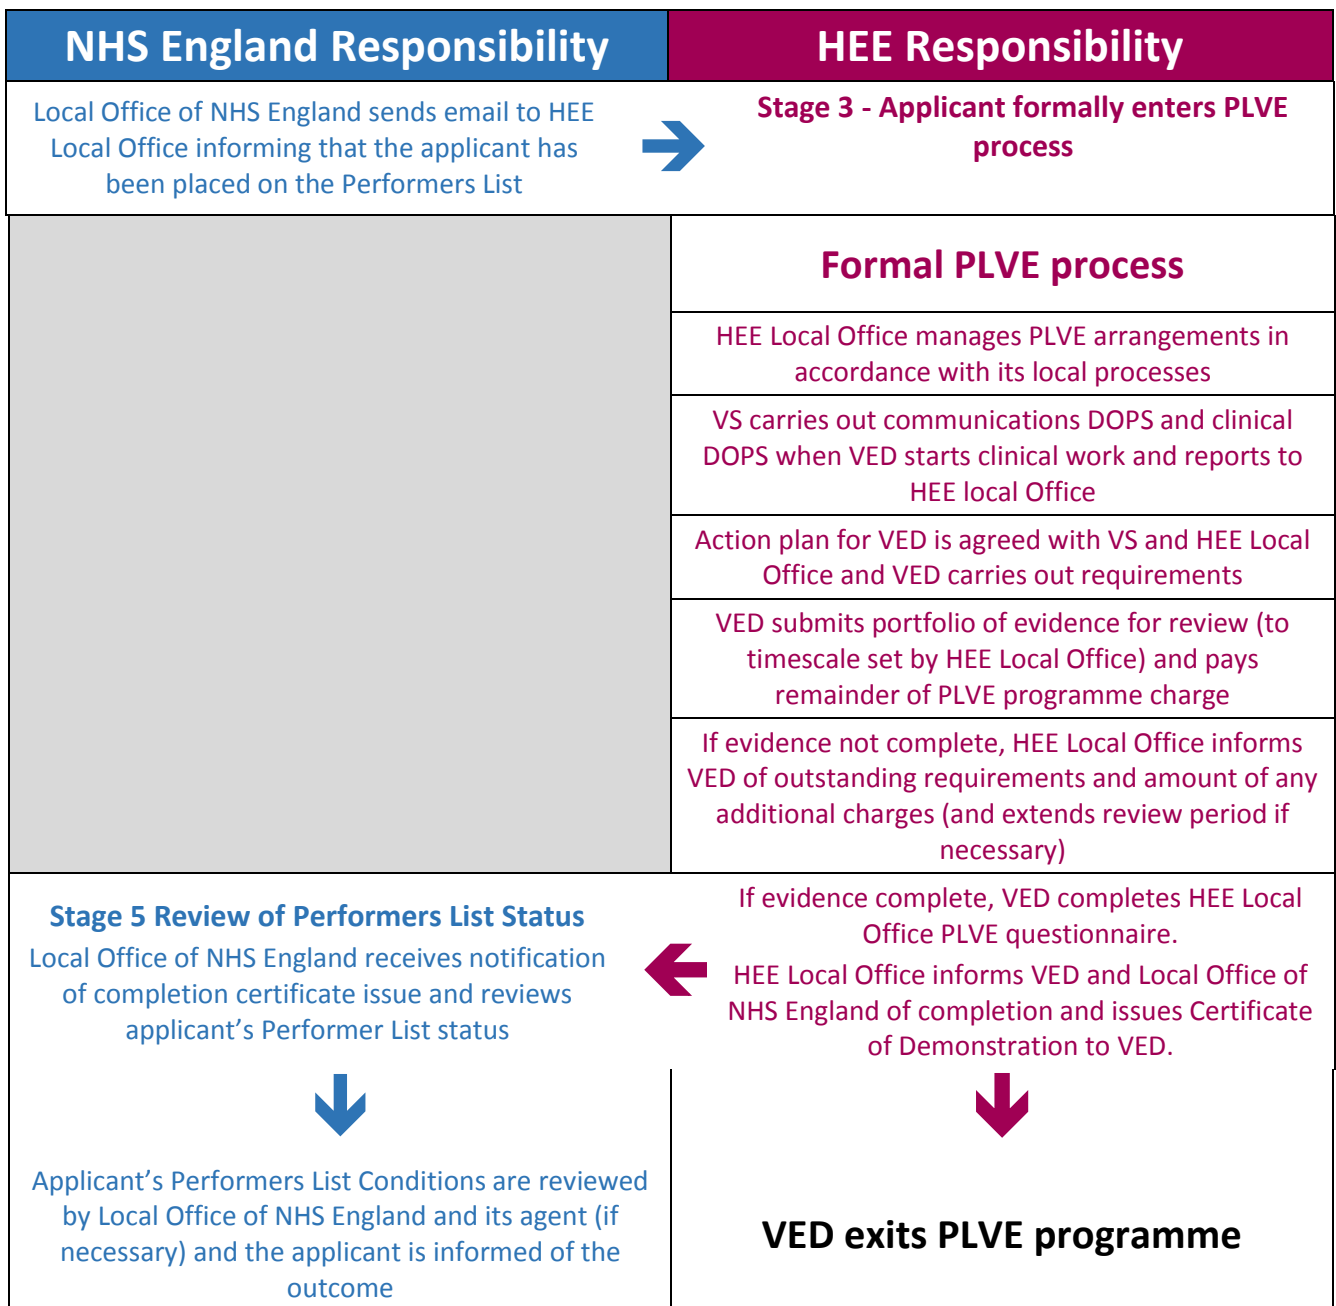 NHS England Responsibility
HEE Responsibility
Local Office of NHS England sends email to HEE
Local Office informing that the applicant has
been placed on the Performers List
Stage 3 - Applicant formally enters PLVE
process
Formal PLVE process
HEE Local Office manages PLVE arrangements in
accordance with its local processes
VS carries out communications DOPS and clinical
DOPS when VED starts clinical work and reports to
HEE local Office
Action plan for VED is agreed with VS and HEE Local
Office and VED carries out requirements
VED submits portfolio of evidence for review (to
timescale set by HEE Local Office) and pays
remainder of PLVE programme charge
If evidence not complete, HEE Local Office informs
VED of outstanding requirements and amount of any
additional charges (and extends review period if
necessary)
Stage 5 Review of Performers List Status
Local Office of NHS England receives notification
of completion certificate issue and reviews
applicant’s Performer List status
If evidence complete, VED completes HEE Local
Office PLVE questionnaire.
HEE Local Office informs VED and Local Office of
NHS England of completion and issues Certificate
of Demonstration to VED.
Applicant’s Performers List Conditions are reviewed
by Local Office of NHS England and its agent (if
necessary) and the applicant is informed of the
outcome
VED exits PLVE programme